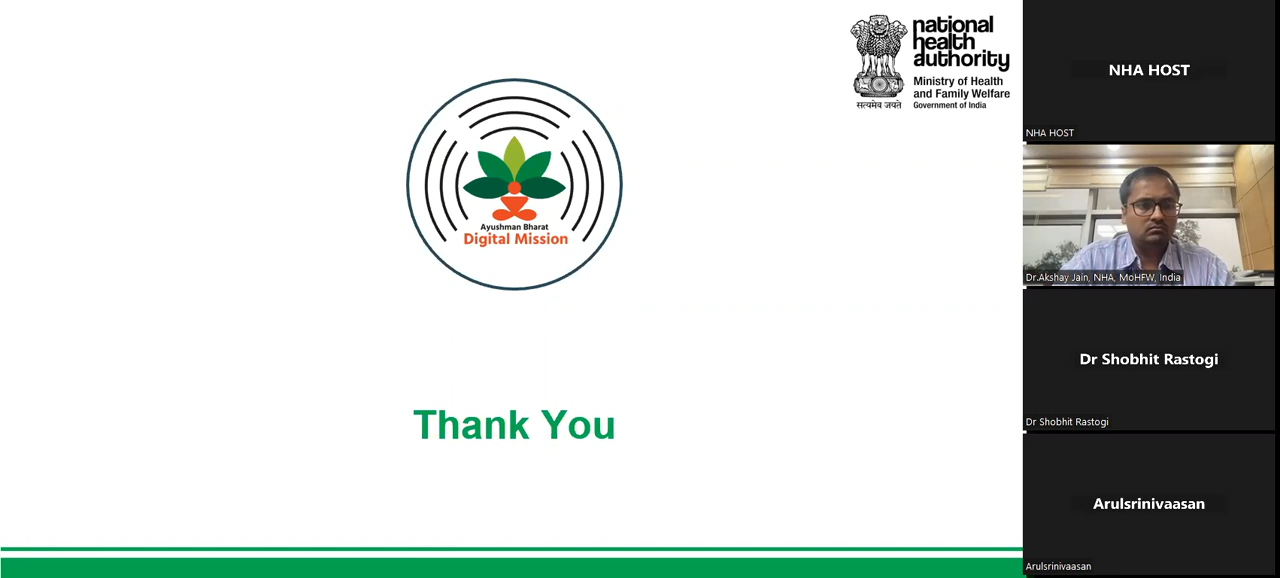 national
health
authority
Ministry of Health
and Family Welfare
Government of India
सत्यमेव जयते
Ayushman Bharat
Digital Mission
Thank You
NHA HOST
NHA HOST
Dr.Akshay Jain, NHA, MoHFW, India
Dr Shobhit Rastogi
Dr Shobhit Rastogi
Arulsrinivaasan
Arulsrinivaasan